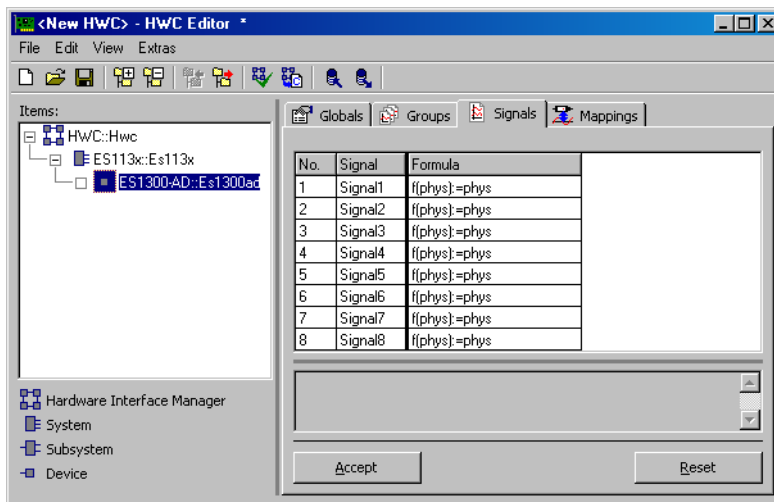 <New HWC> - HWC Editor *
File Edit View Extras
Items:
HWC::Hwc
ES113x::Es113x
ES1300-AD::Es1300ad
Globals Groups Signals Mappings
No. Signal Formula
1 Signal1 f(phys):=phys
2 Signal2 f(phys):=phys
3 Signal3 f(phys):=phys
4 Signal4 f(phys):=phys
5 Signal5 f(phys):=phys
6 Signal6 f(phys):=phys
7 Signal7 f(phys):=phys
8 Signal8 f(phys):=phys
Hardware Interface Manager
System
Subsystem
Device
Accept Reset